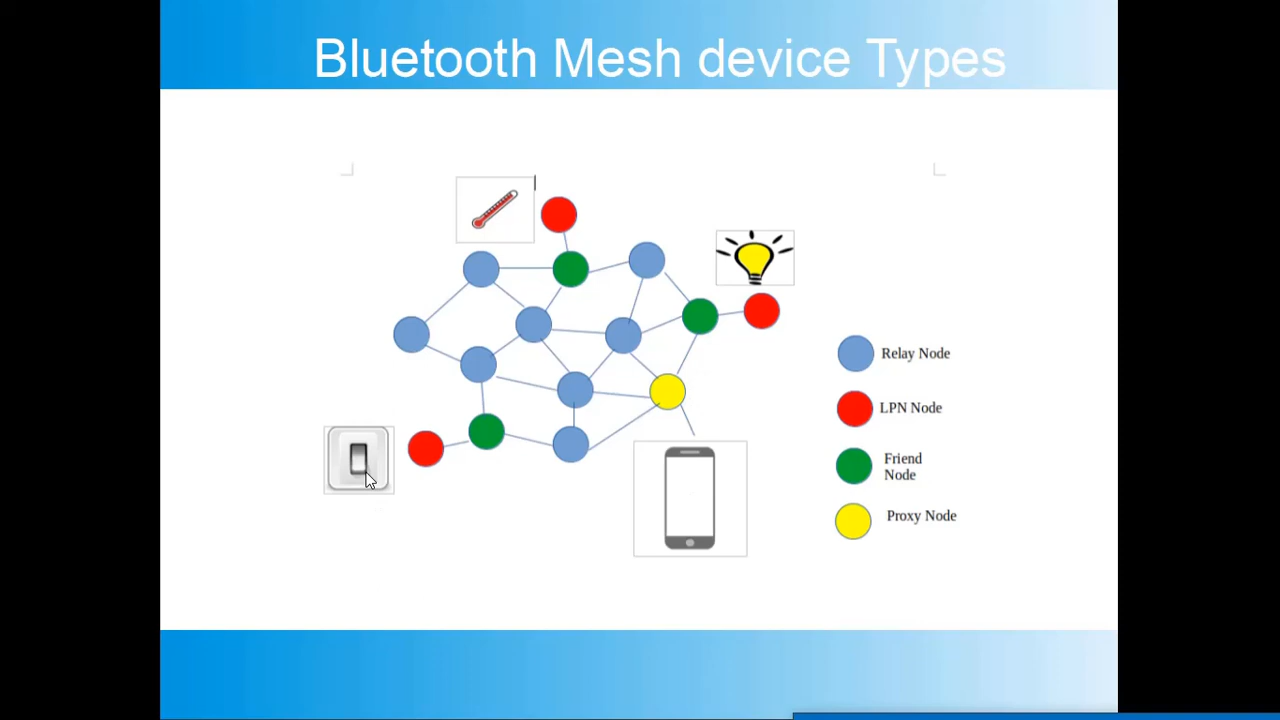 Bluetooth Mesh device Types
Relay Node
LPN Node
Friend
Node
Proxy Node